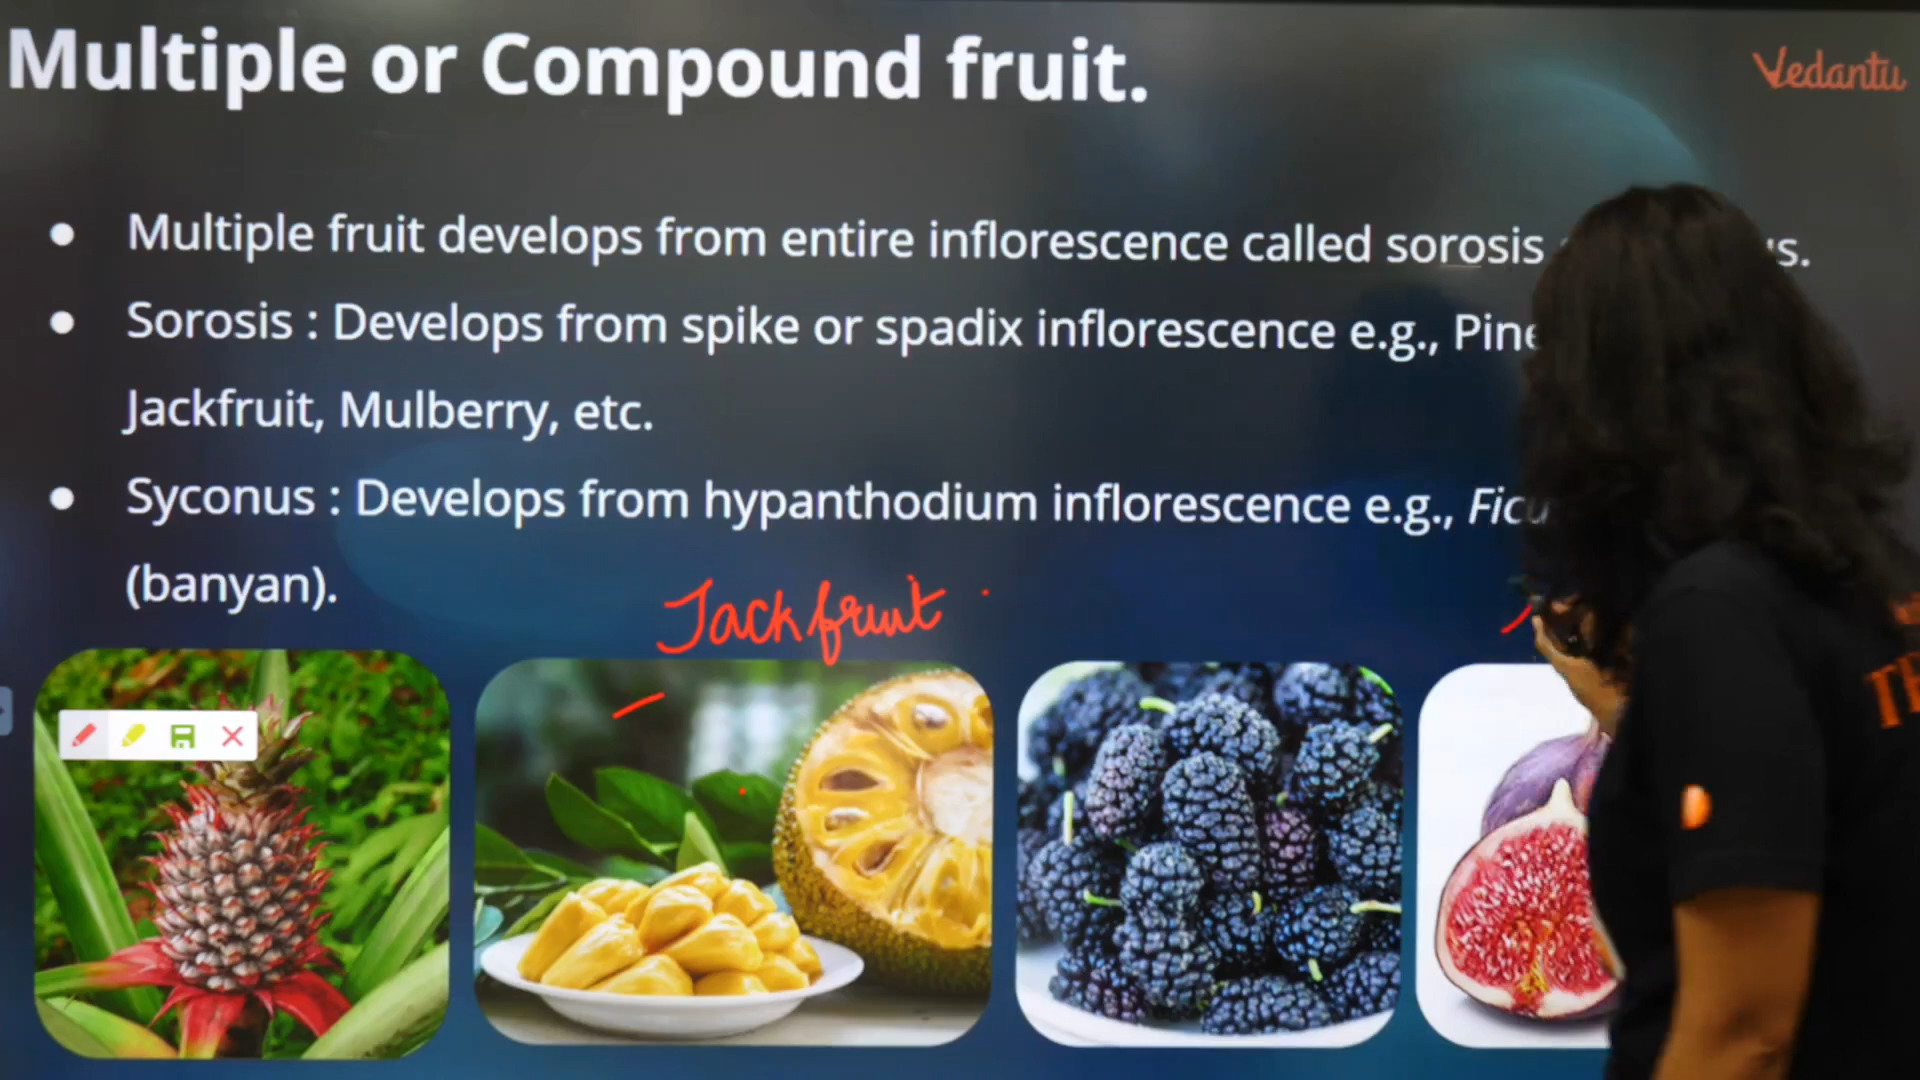 Multiple or Compound fruit.
Vedantu
Multiple fruit develops from entire inflorescence called sorosis
Sorosis : Develops from spike or spadix inflorescence e.g.,
Jackfruit, Mulberry, etc.
Syconus : Develops from hypanthodium inflorescence e.g.,
(banyan).
Jackfruit